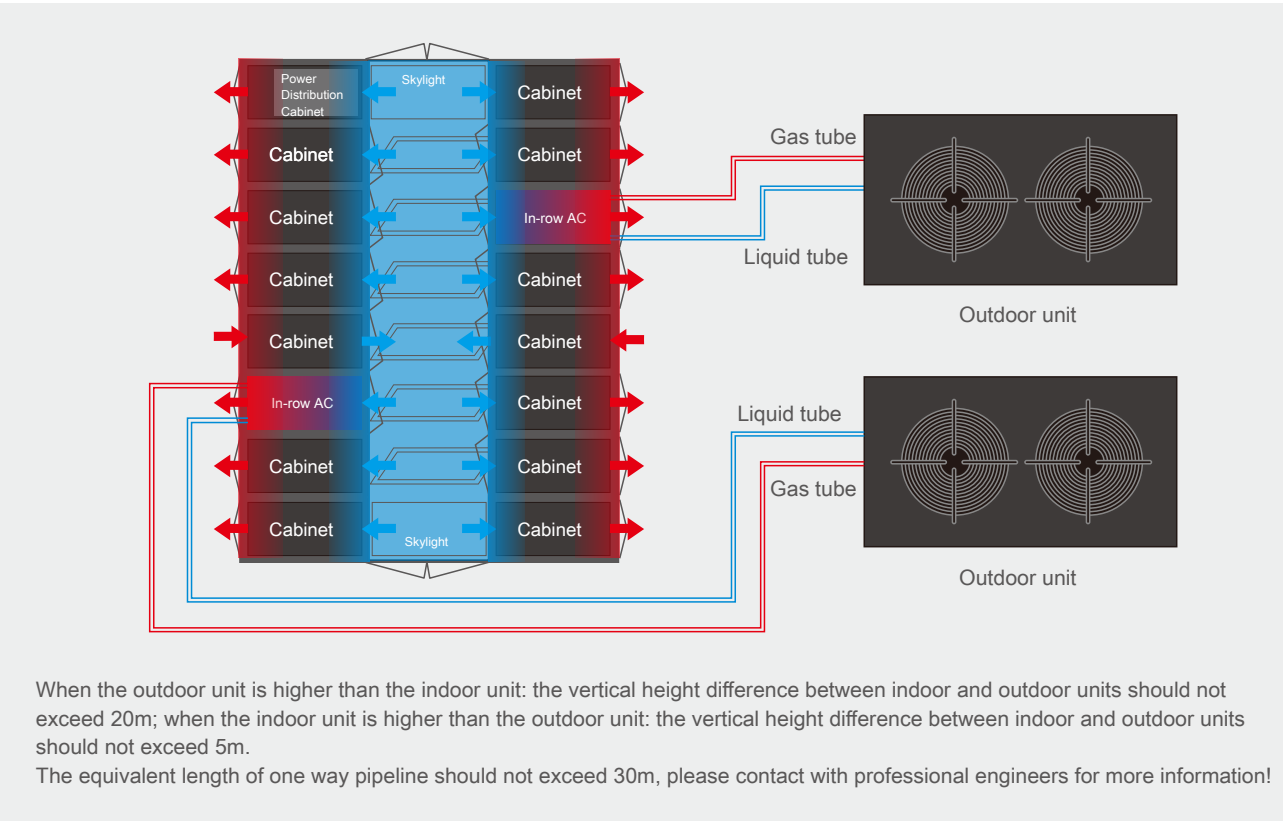 Power
Distribution
Cabinet
Skylight
Cabinet
Cabinet
Cabinet
Gas tube
Cabinet
In-row AC
Liquid tube
Cabinet
Cabinet
Outdoor unit
Cabinet
Cabinet
In-row AC
Cabinet
Liquid tube
Cabinet
Cabinet
Gas tube
Cabinet
Skylight
Cabinet
Outdoor unit
When the outdoor unit is higher than the indoor unit: the vertical height difference between indoor and outdoor units should not
exceed 20m; when the indoor unit is higher than the outdoor unit: the vertical height difference between indoor and outdoor units
should not exceed 5m.
The equivalent length of one way pipeline should not exceed 30m, please contact with professional engineers for more information!